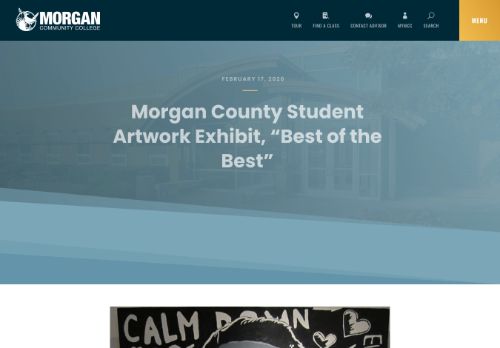 MORGAN
COMMUNITY COLLEGE
TOUR
FIND A CLASS
CONTACT ADVISOR
MYMCC
SEARCH
MENU
FEBRUARY 17, 2020
Morgan County Student
Artwork Exhibit, “Best of the
Best”
CALM DOWN